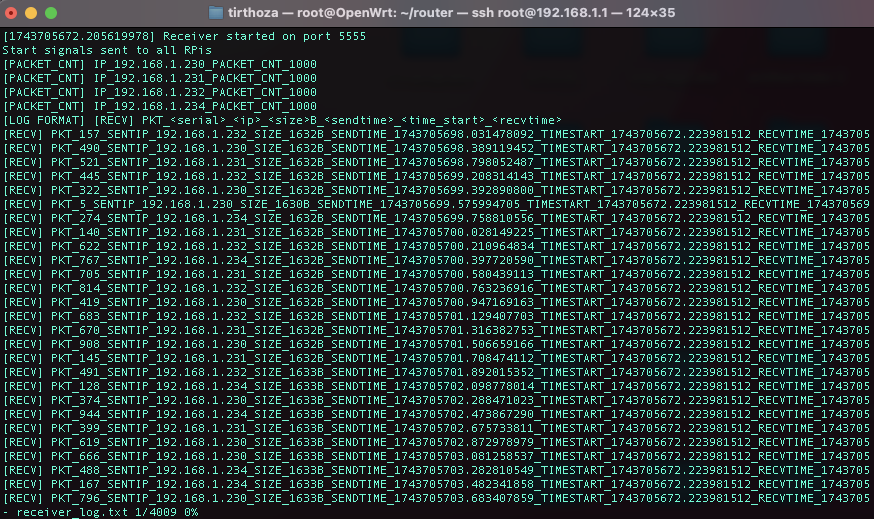 tirthoza — root@OpenWrt: ~/router — ssh root@192.168.1.1 — 124×35
[1743705672.205619978] Receiver started on port 5555
Start signals sent to all RPis
[PACKET_CNT] IP_192.168.1.230_PACKET_CNT_1000
[PACKET_CNT] IP_192.168.1.231_PACKET_CNT_1000
[PACKET_CNT] IP_192.168.1.232_PACKET_CNT_1000
[PACKET_CNT] IP_192.168.1.234_PACKET_CNT_1000
[LOG FORMAT] [RECV] PKT_<serial>_<ip>_<size>B_<sendtime>_<time_start>_<recvtime>
[RECV] PKT_157_SENTIP_192.168.1.232_SIZE_1632B_SENDTIME_1743705698.031478092_TIMESTART_1743705672.223981512_RECVTIME_1743705
[RECV] PKT_490_SENTIP_192.168.1.230_SIZE_1632B_SENDTIME_1743705698.389119452_TIMESTART_1743705672.223981512_RECVTIME_1743705
[RECV] PKT_521_SENTIP_192.168.1.231_SIZE_1632B_SENDTIME_1743705698.798052487_TIMESTART_1743705672.223981512_RECVTIME_1743705
[RECV] PKT_445_SENTIP_192.168.1.232_SIZE_1632B_SENDTIME_1743705699.208314143_TIMESTART_1743705672.223981512_RECVTIME_1743705
[RECV] PKT_322_SENTIP_192.168.1.230_SIZE_1632B_SENDTIME_1743705699.392890800_TIMESTART_1743705672.223981512_RECVTIME_1743705
[RECV] PKT_5_SENTIP_192.168.1.230_SIZE_1630B_SENDTIME_1743705699.575994705_TIMESTART_1743705672.223981512_RECVTIME_174370569
[RECV] PKT_274_SENTIP_192.168.1.234_SIZE_1632B_SENDTIME_1743705699.758810556_TIMESTART_1743705672.223981512_RECVTIME_1743705
[RECV] PKT_140_SENTIP_192.168.1.231_SIZE_1632B_SENDTIME_1743705700.028149225_TIMESTART_1743705672.223981512_RECVTIME_1743705
[RECV] PKT_622_SENTIP_192.168.1.232_SIZE_1632B_SENDTIME_1743705700.210964834_TIMESTART_1743705672.223981512_RECVTIME_1743705
[RECV] PKT_767_SENTIP_192.168.1.234_SIZE_1632B_SENDTIME_1743705700.397720590_TIMESTART_1743705672.223981512_RECVTIME_1743705
[RECV] PKT_705_SENTIP_192.168.1.231_SIZE_1632B_SENDTIME_1743705700.580439113_TIMESTART_1743705672.223981512_RECVTIME_1743705
[RECV] PKT_814_SENTIP_192.168.1.232_SIZE_1632B_SENDTIME_1743705700.763236916_TIMESTART_1743705672.223981512_RECVTIME_1743705
[RECV] PKT_419_SENTIP_192.168.1.230_SIZE_1632B_SENDTIME_1743705700.947169163_TIMESTART_1743705672.223981512_RECVTIME_1743705
[RECV] PKT_683_SENTIP_192.168.1.232_SIZE_1632B_SENDTIME_1743705701.129407703_TIMESTART_1743705672.223981512_RECVTIME_1743705
[RECV] PKT_670_SENTIP_192.168.1.231_SIZE_1632B_SENDTIME_1743705701.316382753_TIMESTART_1743705672.223981512_RECVTIME_1743705
[RECV] PKT_908_SENTIP_192.168.1.230_SIZE_1632B_SENDTIME_1743705701.506659166_TIMESTART_1743705672.223981512_RECVTIME_1743705
[RECV] PKT_145_SENTIP_192.168.1.231_SIZE_1632B_SENDTIME_1743705701.708474112_TIMESTART_1743705672.223981512_RECVTIME_1743705
[RECV] PKT_491_SENTIP_192.168.1.232_SIZE_1632B_SENDTIME_1743705701.892015352_TIMESTART_1743705672.223981512_RECVTIME_1743705
[RECV] PKT_128_SENTIP_192.168.1.234_SIZE_1633B_SENDTIME_1743705702.098778014_TIMESTART_1743705672.223981512_RECVTIME_1743705
[RECV] PKT_374_SENTIP_192.168.1.230_SIZE_1633B_SENDTIME_1743705702.288471023_TIMESTART_1743705672.223981512_RECVTIME_1743705
[RECV] PKT_944_SENTIP_192.168.1.234_SIZE_1633B_SENDTIME_1743705702.473867290_TIMESTART_1743705672.223981512_RECVTIME_1743705
[RECV] PKT_399_SENTIP_192.168.1.231_SIZE_1633B_SENDTIME_1743705702.675733811_TIMESTART_1743705672.223981512_RECVTIME_1743705
[RECV] PKT_619_SENTIP_192.168.1.230_SIZE_1633B_SENDTIME_1743705702.872978979_TIMESTART_1743705672.223981512_RECVTIME_1743705
[RECV] PKT_666_SENTIP_192.168.1.230_SIZE_1633B_SENDTIME_1743705703.081258537_TIMESTART_1743705672.223981512_RECVTIME_1743705
[RECV] PKT_488_SENTIP_192.168.1.234_SIZE_1633B_SENDTIME_1743705703.282810549_TIMESTART_1743705672.223981512_RECVTIME_1743705
[RECV] PKT_167_SENTIP_192.168.1.234_SIZE_1633B_SENDTIME_1743705703.482341858_TIMESTART_1743705672.223981512_RECVTIME_1743705
[RECV] PKT_796_SENTIP_192.168.1.230_SIZE_1633B_SENDTIME_1743705703.683407859_TIMESTART_1743705672.223981512_RECVTIME_1743705
- receiver_log.txt 1/4009 0%